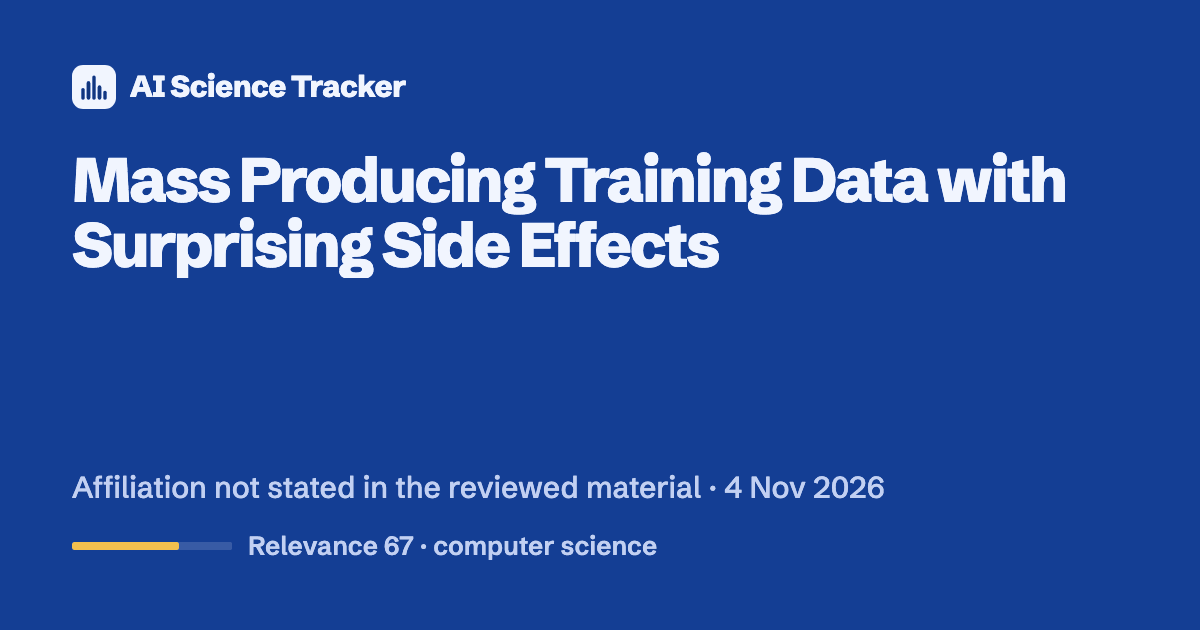 AI Science Tracker
Mass Producing Training Data with
Surprising Side Effects
Affiliation not stated in the reviewed material · 4 Nov 2026
Relevance 67 · computer science